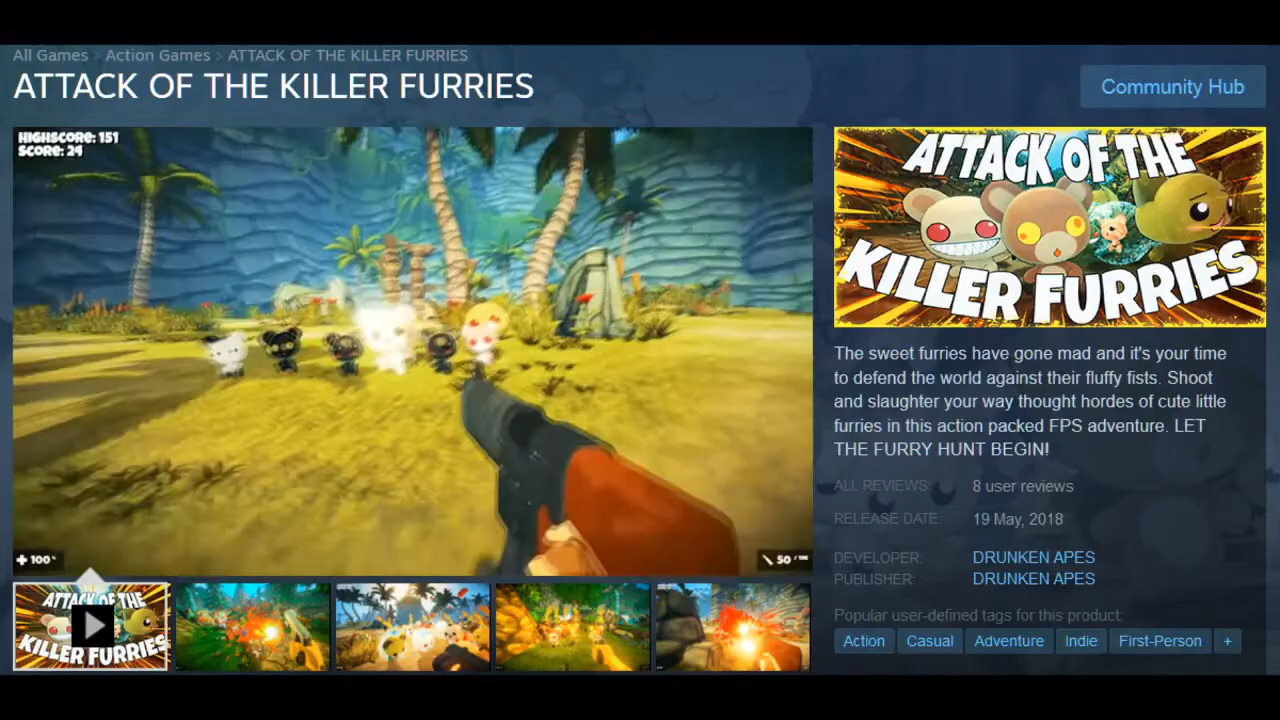 All Games > Action Games > ATTACK OF THE KILLER FURRIES
ATTACK OF THE KILLER FURRIES
Community Hub
HIGHSCORE: 151
SCORE: 24
100%
50 / 100
ATTACK OF THE
KILLER FURRIES
ATTACK OF THE
KILLER FURRIES
The sweet furries have gone mad and it's your time
to defend the world against their fluffy fists. Shoot
and slaughter your way thought hordes of cute little
furries in this action packed FPS adventure. LET
THE FURRY HUNT BEGIN!
ALL REVIEWS: 8 user reviews
RELEASE DATE: 19 May, 2018
DEVELOPER: DRUNKEN APES
PUBLISHER: DRUNKEN APES
Popular user-defined tags for this product:
Action Casual Adventure Indie First-Person +